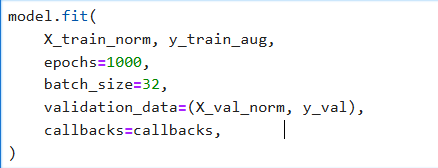 model.fit(
    X_train_norm, y_train_aug,
    epochs=1000,
    batch_size=32,
    validation_data=(X_val_norm, y_val),
    callbacks=callbacks,
)